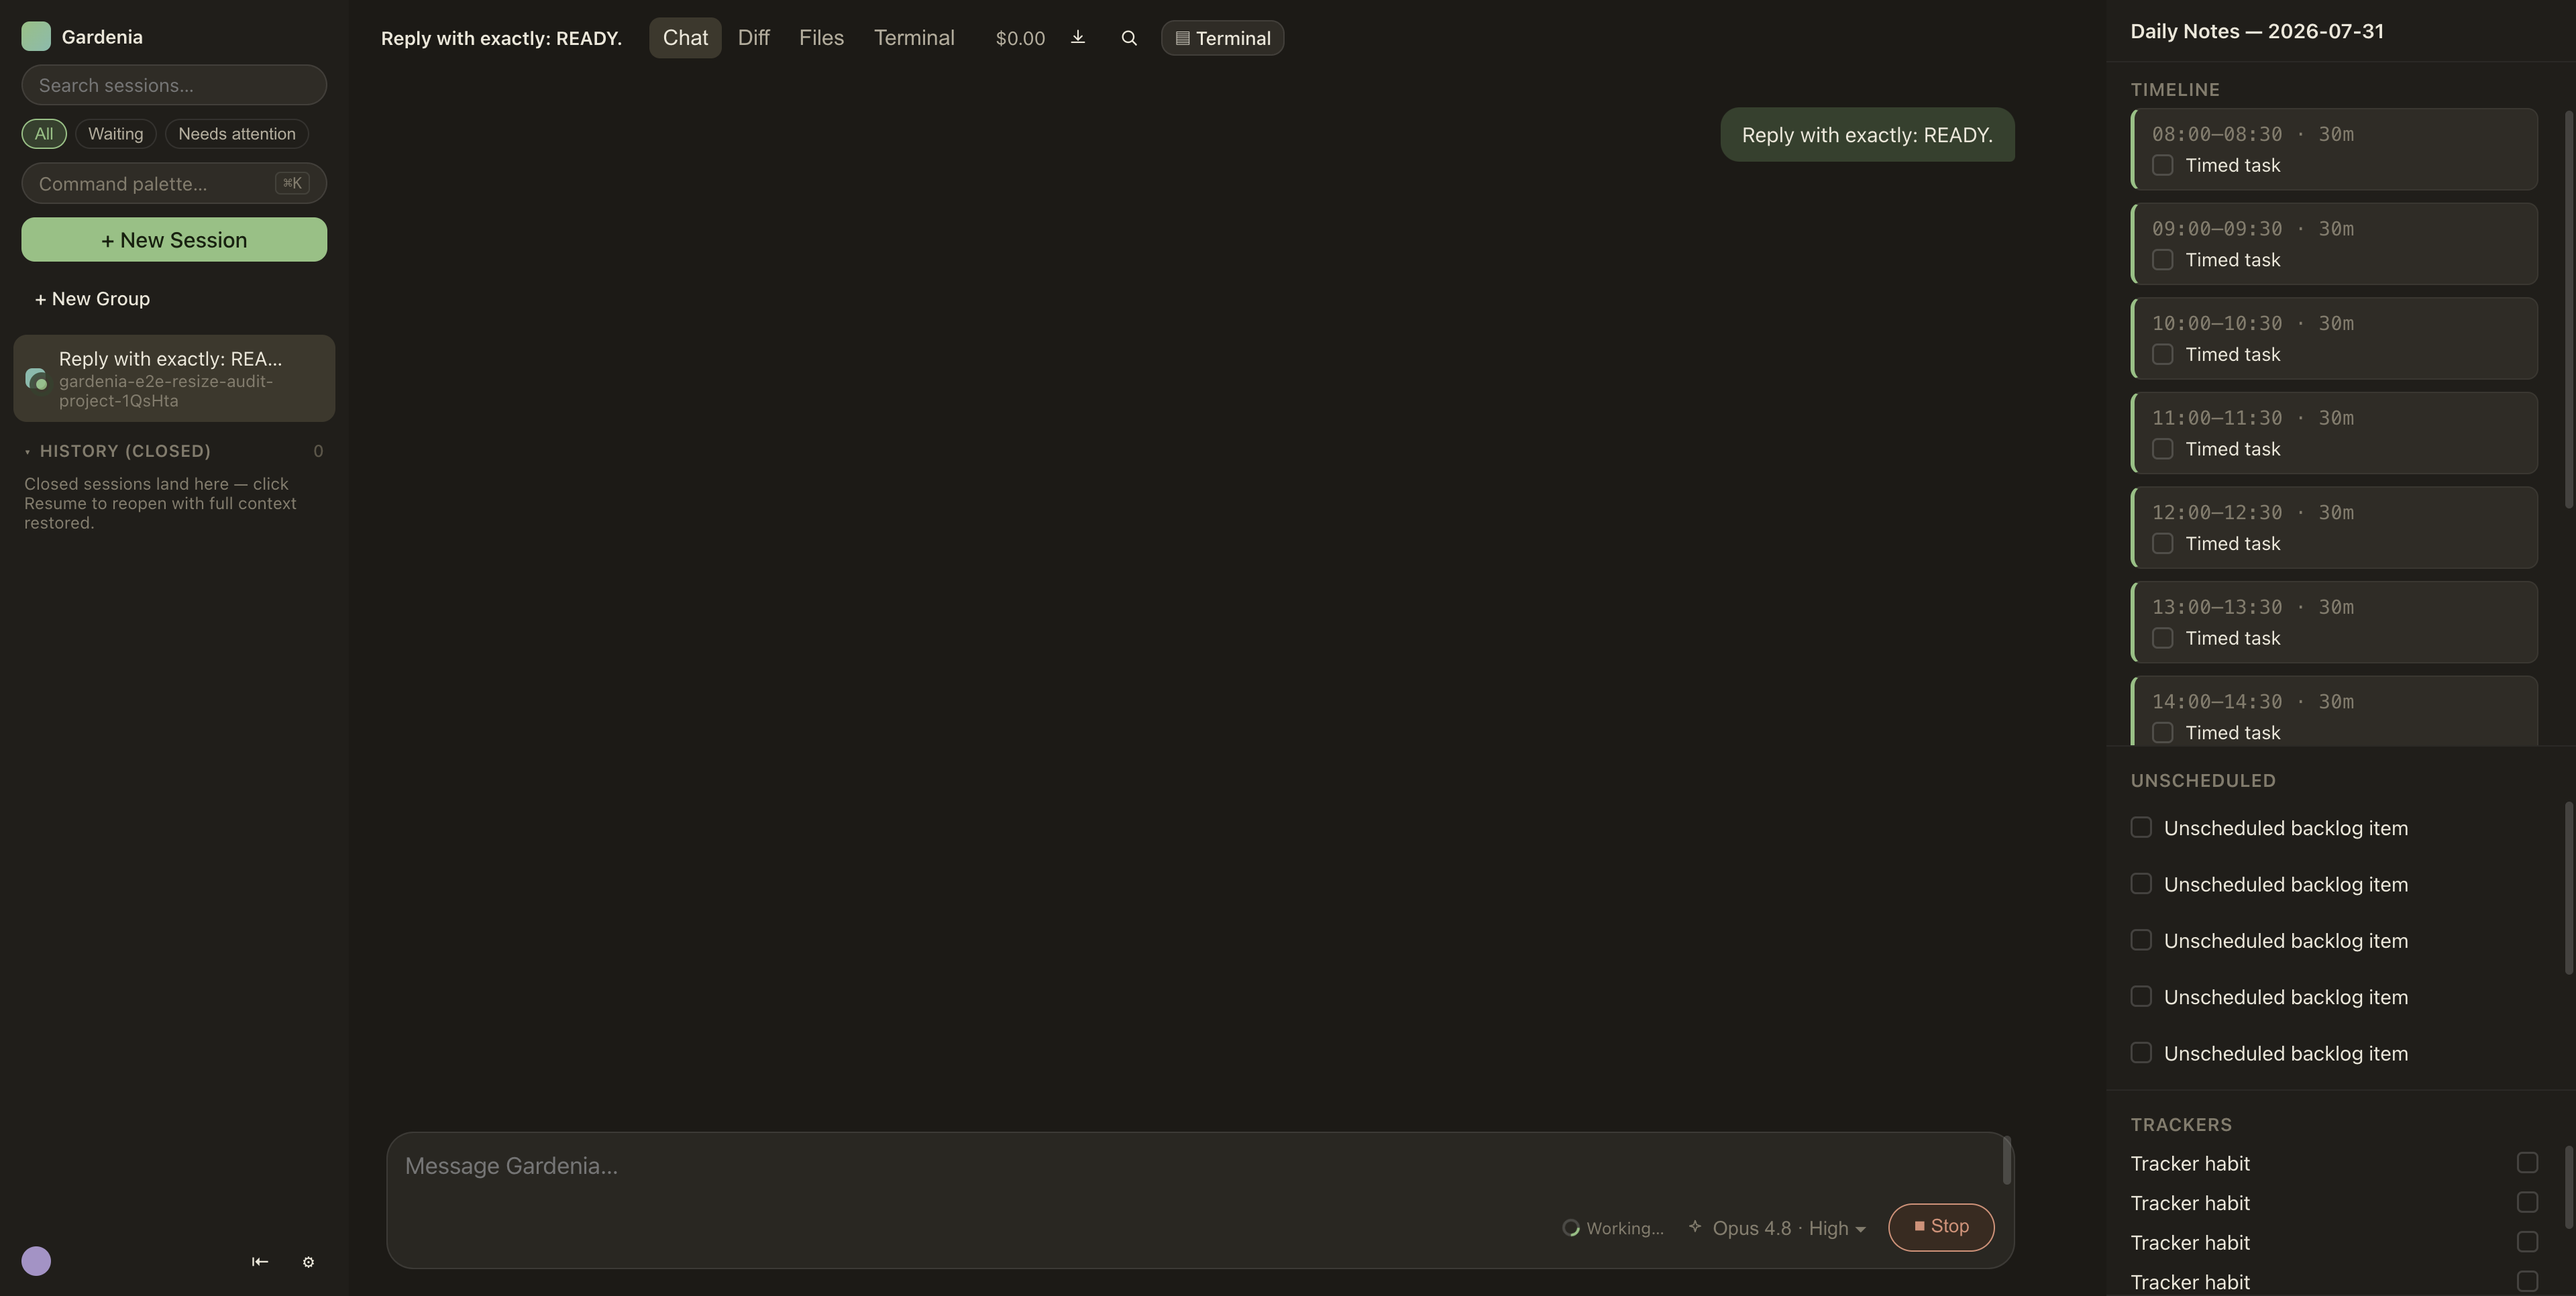 Gardenia
Search sessions...
All
Waiting
Needs attention
Command palette...
⌘K
+ New Session
+ New Group
Reply with exactly: REA...
gardenia-e2e-resize-audit-
project-1QsHta
HISTORY (CLOSED)
0
Closed sessions land here — click
Resume to reopen with full context
restored.
Reply with exactly: READY.
Chat
Diff
Files
Terminal
$0.00
Terminal
Reply with exactly: READY.
Message Gardenia...
Working...
Opus 4.8 · High
Stop
Daily Notes — 2026-07-31
TIMELINE
08:00–08:30 · 30m
Timed task
09:00–09:30 · 30m
Timed task
10:00–10:30 · 30m
Timed task
11:00–11:30 · 30m
Timed task
12:00–12:30 · 30m
Timed task
13:00–13:30 · 30m
Timed task
14:00–14:30 · 30m
Timed task
UNSCHEDULED
Unscheduled backlog item
Unscheduled backlog item
Unscheduled backlog item
Unscheduled backlog item
Unscheduled backlog item
TRACKERS
Tracker habit
Tracker habit
Tracker habit
Tracker habit